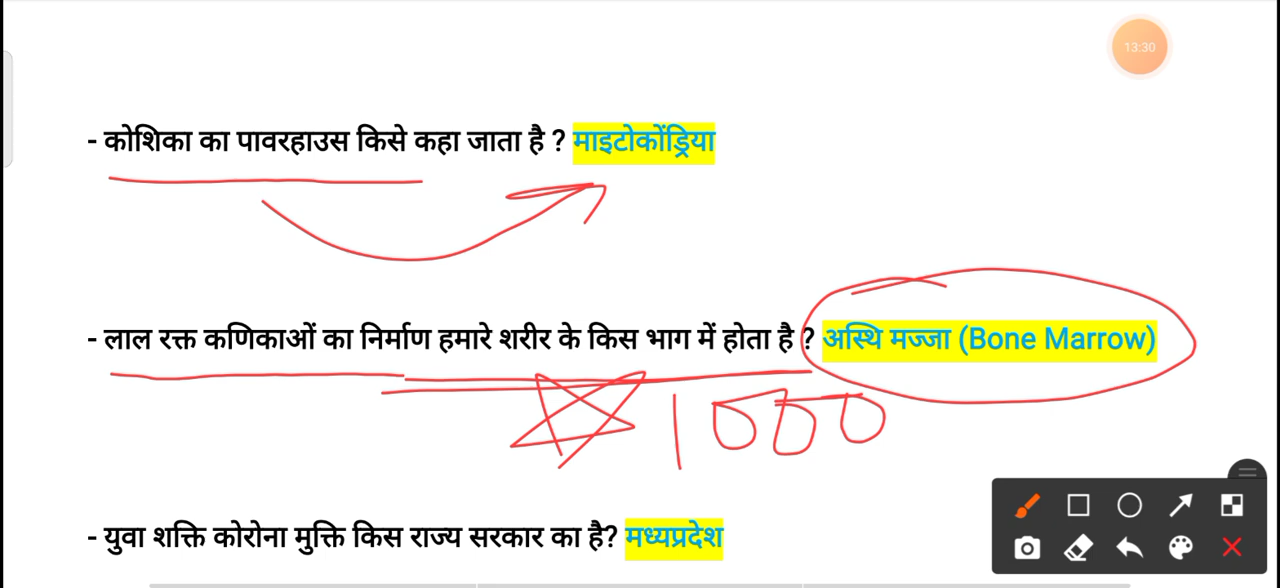 13:30
- कोशिका का पावरहाउस किसे कहा जाता है ? माइटोकोंड्रिया
- लाल रक्त कणिकाओं का निर्माण हमारे शरीर के किस भाग में होता है ? अस्थि मज्जा (Bone Marrow)
1000
- युवा शक्ति कोरोना मुक्ति किस राज्य सरकार का है? मध्यप्रदेश